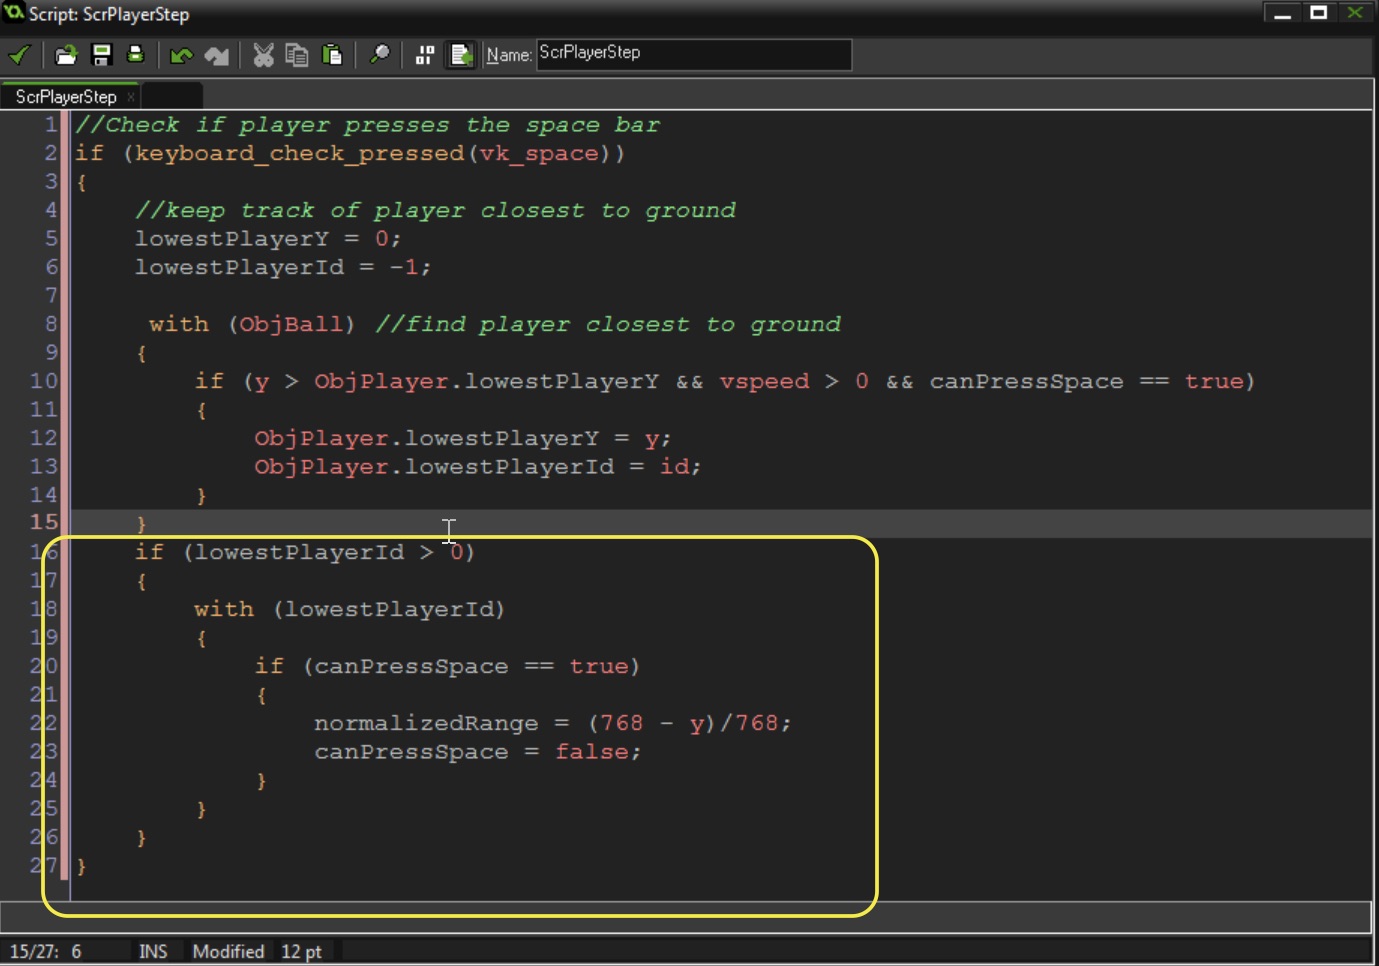 Script: ScrPlayerStep
Name: ScrPlayerStep
ScrPlayerStep x
1 //Check if player presses the space bar
2 if (keyboard_check_pressed(vk_space))
3 {
4 //keep track of player closest to ground
5 lowestPlayerY = 0;
6 lowestPlayerId = -1;
7
8 with (ObjBall) //find player closest to ground
9 {
10 if (y > ObjPlayer.lowestPlayerY && vspeed > 0 && canPressSpace == true)
11 {
12 ObjPlayer.lowestPlayerY = y;
13 ObjPlayer.lowestPlayerId = id;
14 }
15 }
16 if (lowestPlayerId > 0)
17 {
18 with (lowestPlayerId)
19 {
20 if (canPressSpace == true)
21 {
22 normalizedRange = (768 - y)/768;
23 canPressSpace = false;
24 }
25 }
26 }
27 }
15/27: 6 INS Modified 12 pt